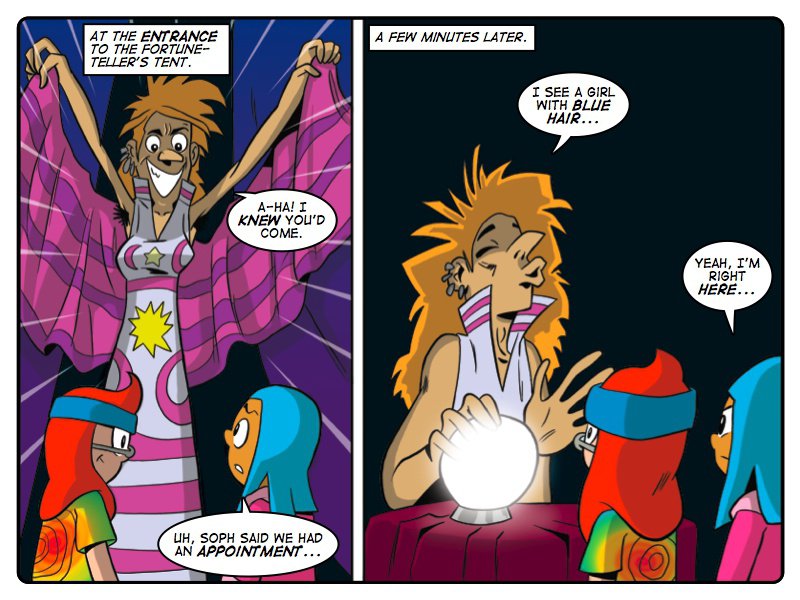 AT THE ENTRANCE
TO THE FORTUNE-
TELLER'S TENT.
A-HA! I
KNEW YOU'D
COME.
UH, SOPH SAID WE HAD
AN APPOINTMENT...
A FEW MINUTES LATER.
I SEE A GIRL
WITH BLUE
HAIR...
YEAH, I'M
RIGHT
HERE...